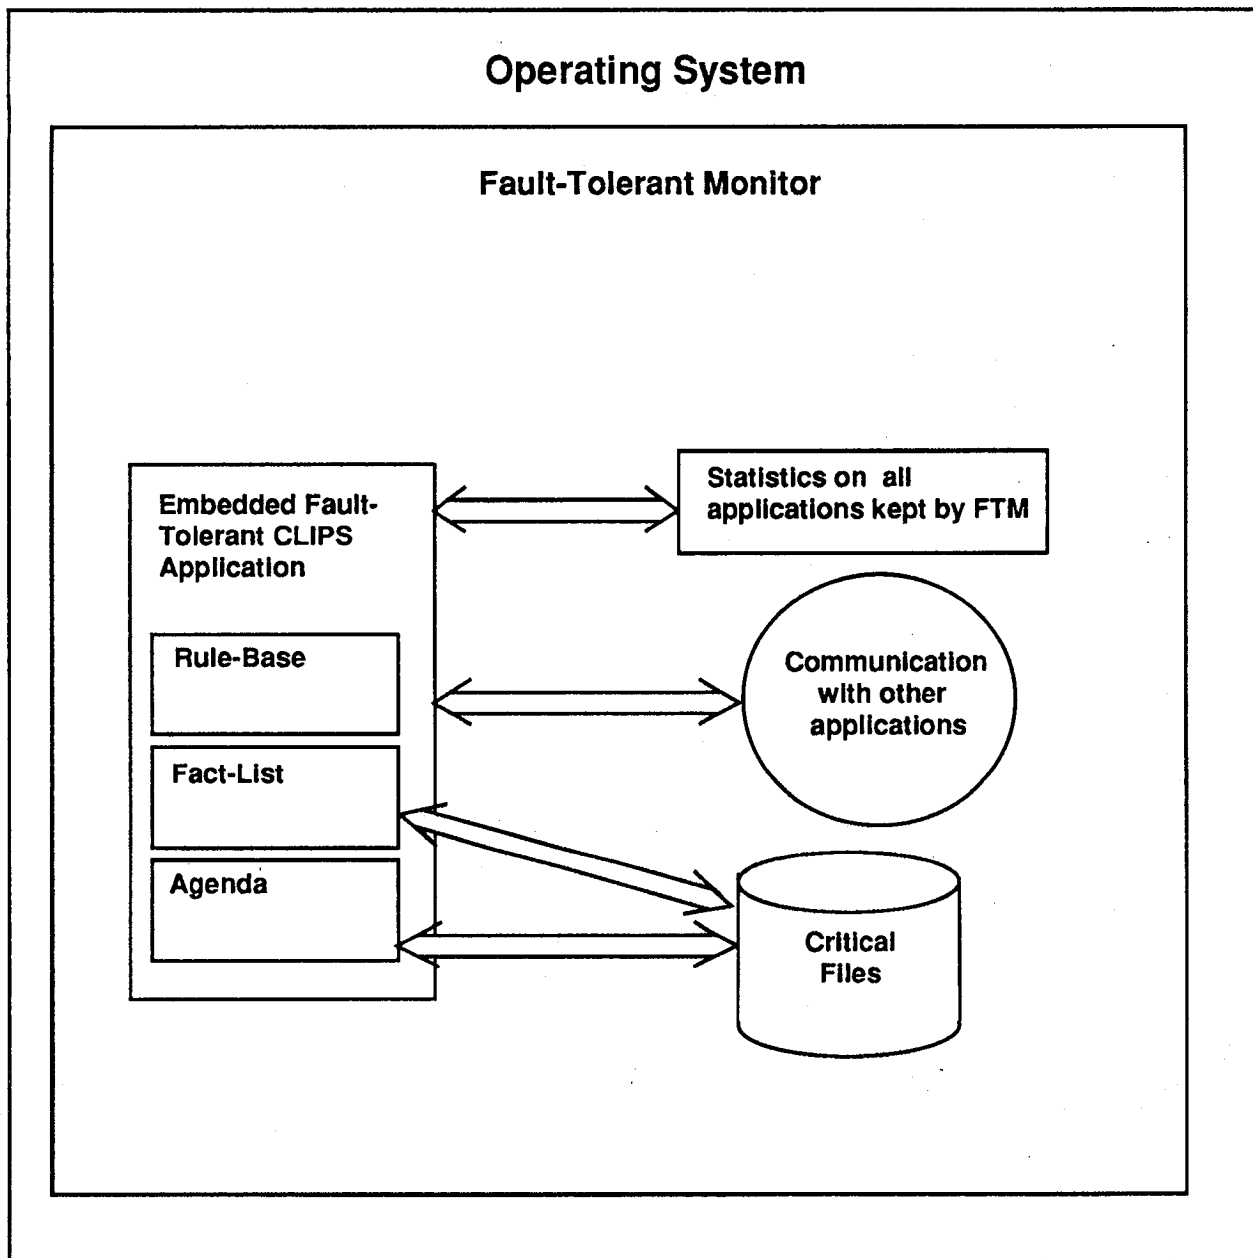 Operating System
Fault-Tolerant Monitor
Embedded Fault-
Tolerant CLIPS
Application
Statistics on all
applications kept by FTM
Rule-Base
Communication
with other
applications
Fact-List
Agenda
Critical
Files